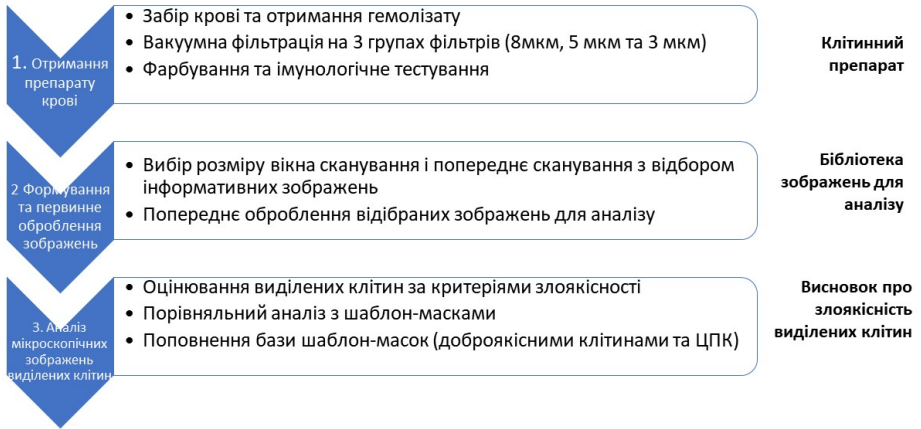 1. Отримання
препарату
крові
• Забір крові та отримання гемолізату
• Вакуумна фільтрація на 3 групах фільтрів (8мкм, 5 мкм та 3 мкм)
• Фарбування та імунологічне тестування
Клітинний
препарат
2 Формування
та первинне
оброблення
зображень
• Вибір розміру вікна сканування і попереднє сканування з відбором
інформативних зображень
• Попереднє оброблення відібраних зображень для аналізу
Бібліотека
зображень для
аналізу
3. Аналіз
мікроскопічних
зображень
виділених клітин
• Оцінювання виділених клітин за критеріями злоякісності
• Порівняльний аналіз з шаблон-масками
• Поповнення бази шаблон-масок (доброякісними клітинами та ЦПК)
Висновок про
злоякісність
виділених клітин